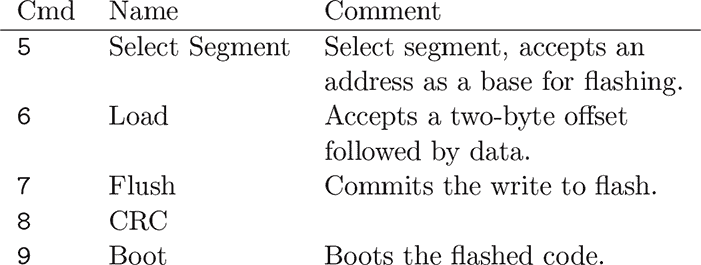 Cmd Name Comment
5 Select Segment Select segment, accepts an
address as a base for flashing.
6 Load Accepts a two-byte offset
followed by data.
7 Flush Commits the write to flash.
8 CRC
9 Boot Boots the flashed code.